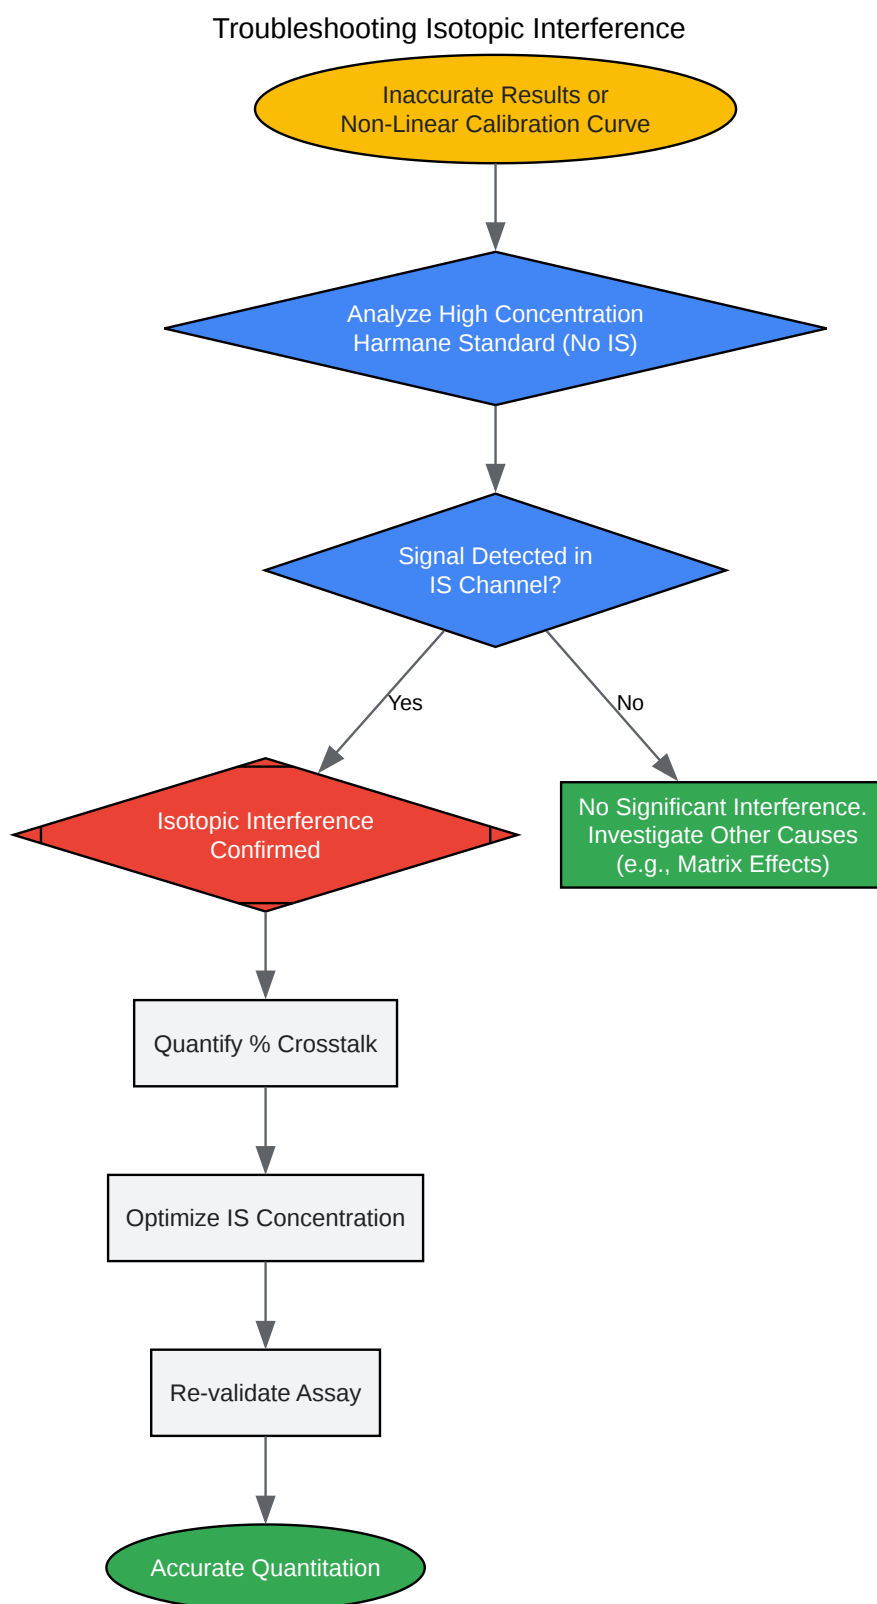 Troubleshooting Isotopic Interference
Inaccurate Results or
Non-Linear Calibration Curve
Analyze High Concentration
Harmane Standard (No IS)
Signal Detected in
IS Channel?
Yes
No
Isotopic Interference
Confirmed
No Significant Interference.
Investigate Other Causes
(e.g., Matrix Effects)
Quantify % Crosstalk
Optimize IS Concentration
Re-validate Assay
Accurate Quantitation